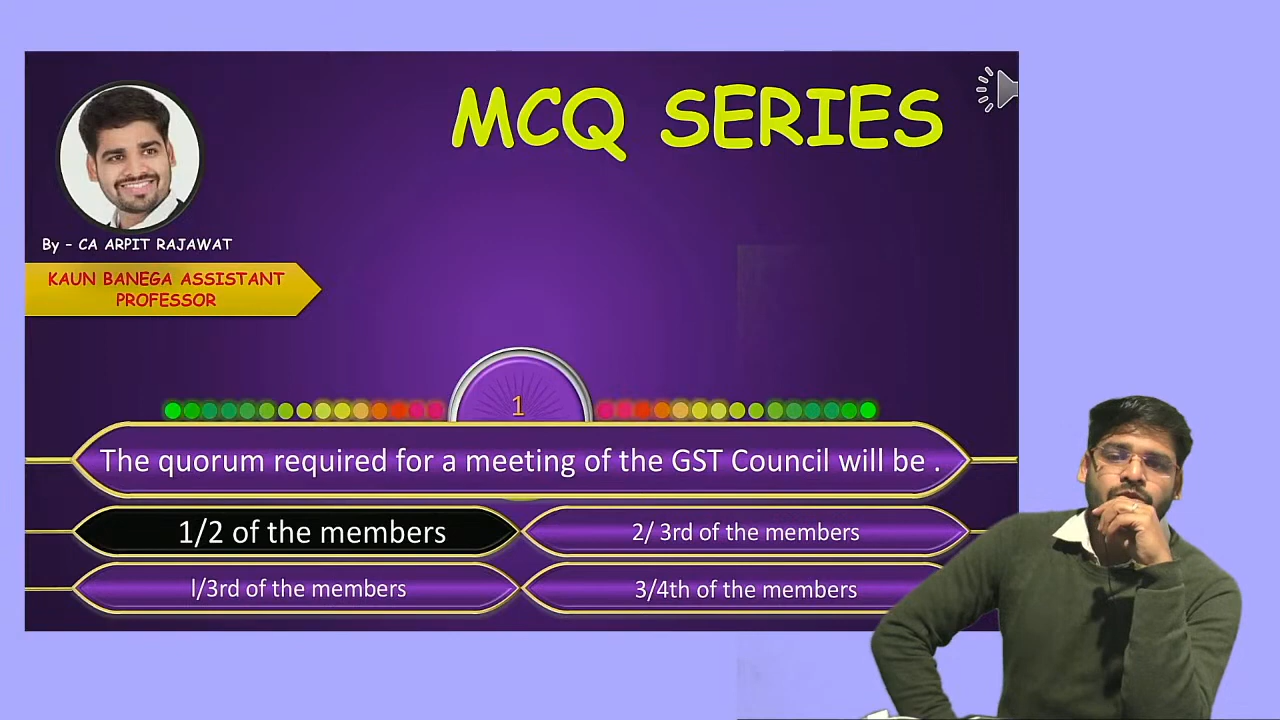 MCQ SERIES
By - CA ARPIT RAJAWAT
KAUN BANEGA ASSISTANT
PROFESSOR
1
The quorum required for a meeting of the GST Council will be .
1/2 of the members
2/ 3rd of the members
l/3rd of the members
3/4th of the members